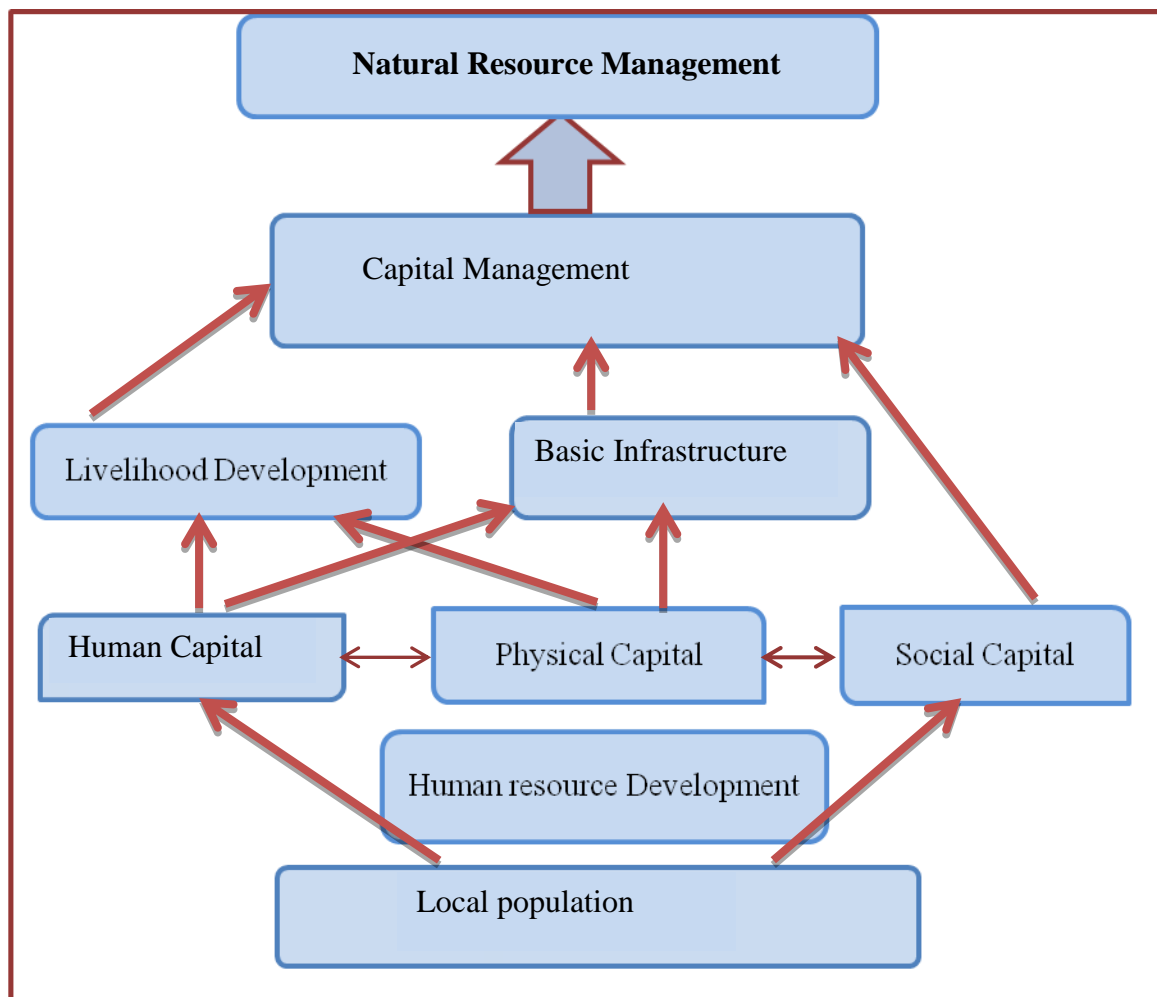 Natural Resource Management
Capital Management
Livelihood Development
Basic Infrastructure
Human Capital
Physical Capital
Social Capital
Human resource Development
Local population